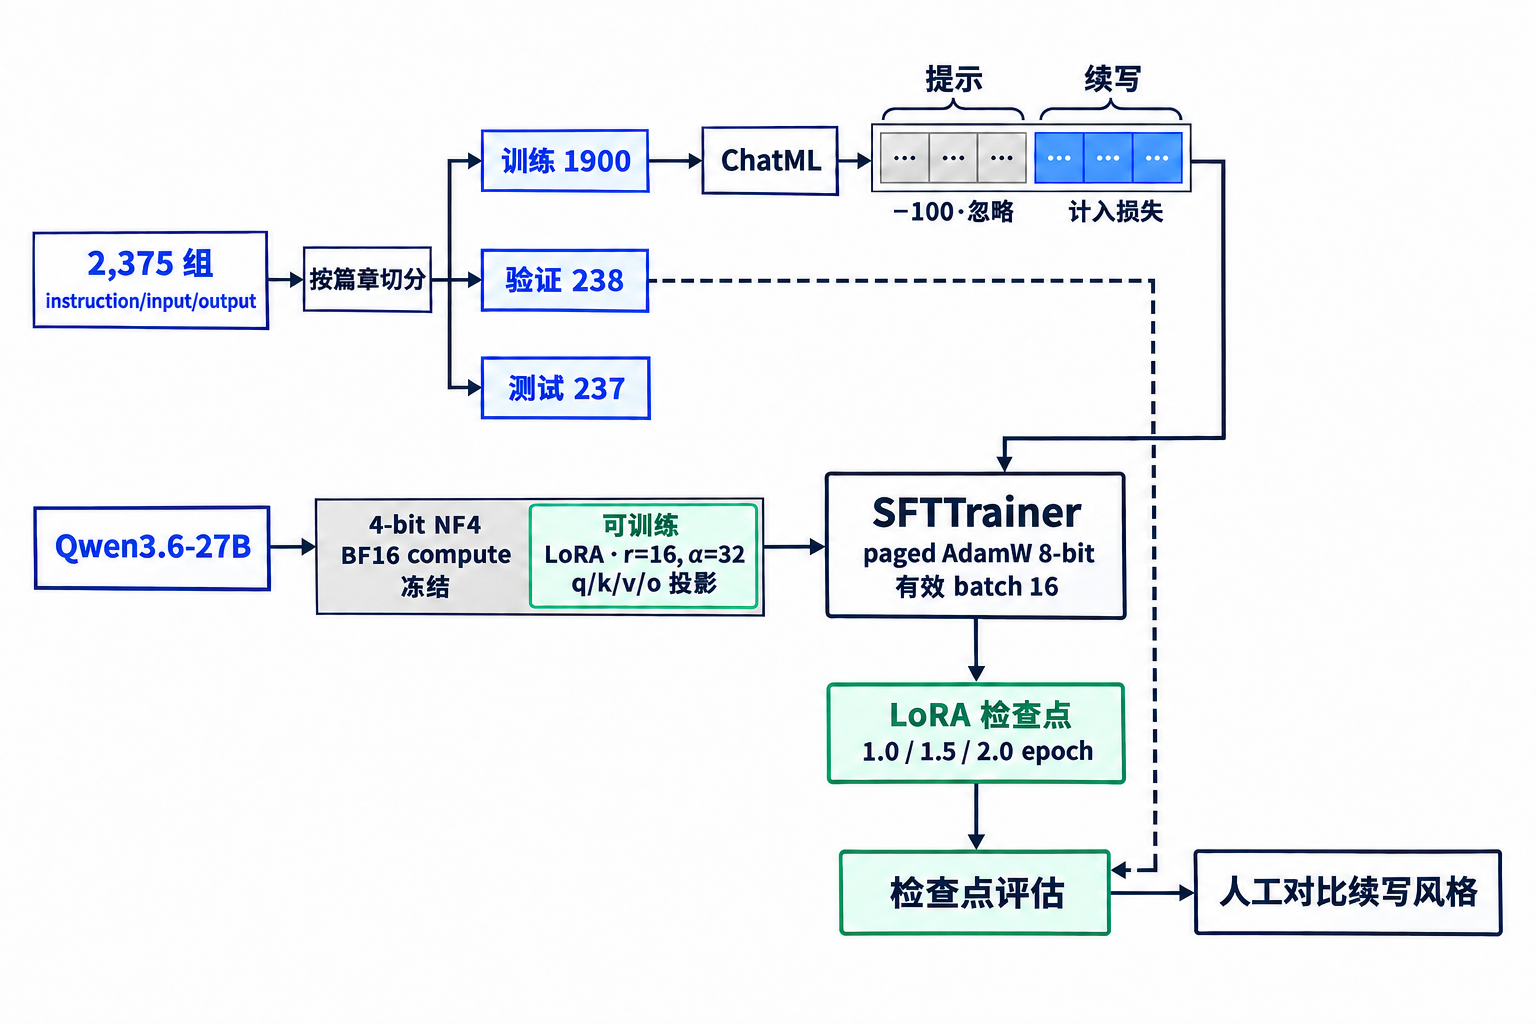 提示
续写
训练 1900
ChatML
··· ··· ··· ··· ··· ···
−100·忽略
计入损失
2,375 组
instruction/input/output
按篇章切分
验证 238
测试 237
Qwen3.6-27B
4-bit NF4
BF16 compute
冻结
可训练
LoRA · r=16, α=32
q/k/v/o 投影
SFTTrainer
paged AdamW 8-bit
有效 batch 16
LoRA 检查点
1.0 / 1.5 / 2.0 epoch
检查点评估
人工对比续写风格